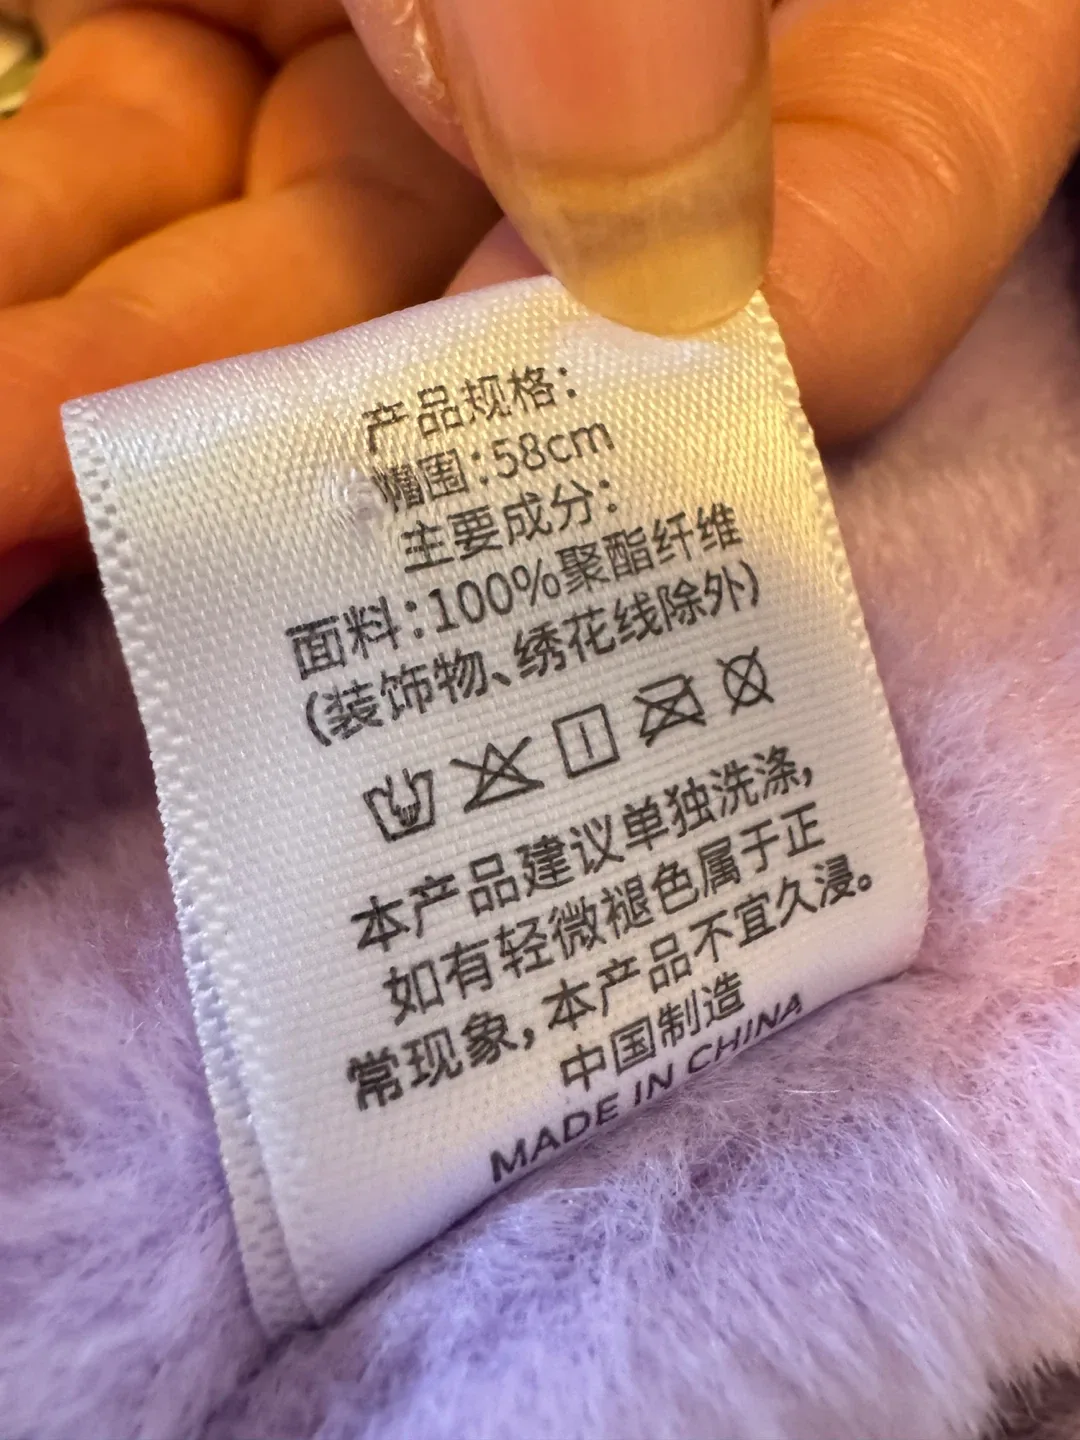 产品规格：
帽围：58cm
主要成分：
面料：100%聚酯纤维
(装饰物、绣花线除外)
本产品建议单独洗涤，
如有轻微褪色属于正
常现象，本产品不宜久浸。
中国制造
MADE IN CHINA